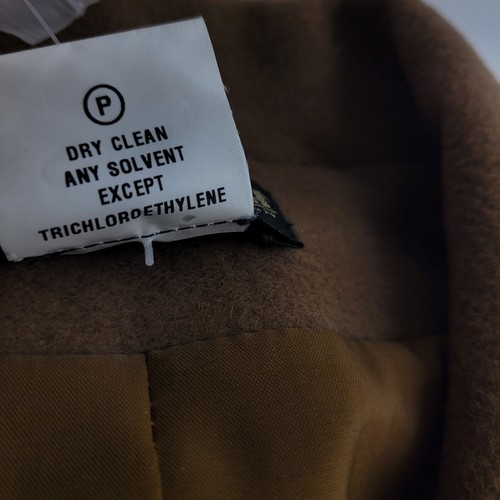 P
DRY CLEAN
ANY SOLVENT
EXCEPT
TRICHLOROETHYLENE